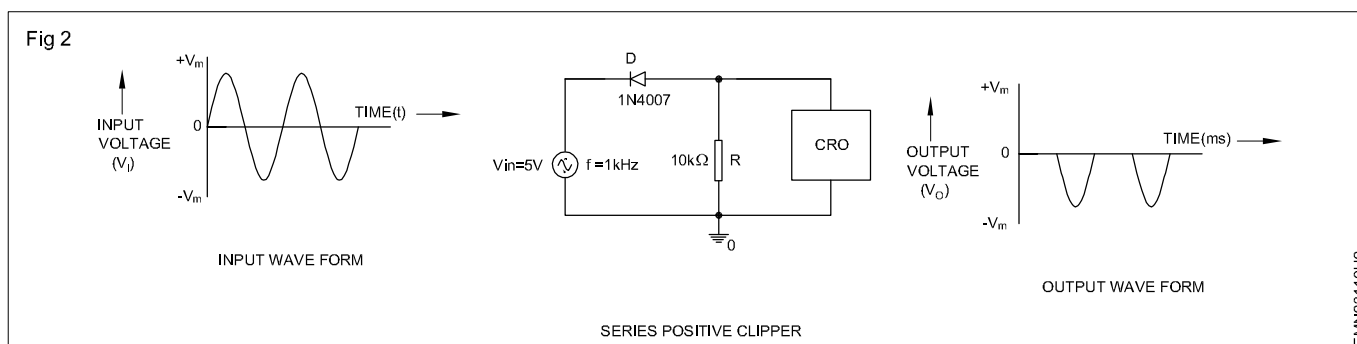 Fig 2
+Vm
INPUT
VOLTAGE
(VI)
0
TIME(t)
-Vm
INPUT WAVE FORM
D
1N4007
Vin=5V
f =1kHz
10kΩ
R
CRO
0
SERIES POSITIVE CLIPPER
+Vm
OUTPUT
VOLTAGE
(VO)
0
TIME(ms)
-Vm
OUTPUT WAVE FORM